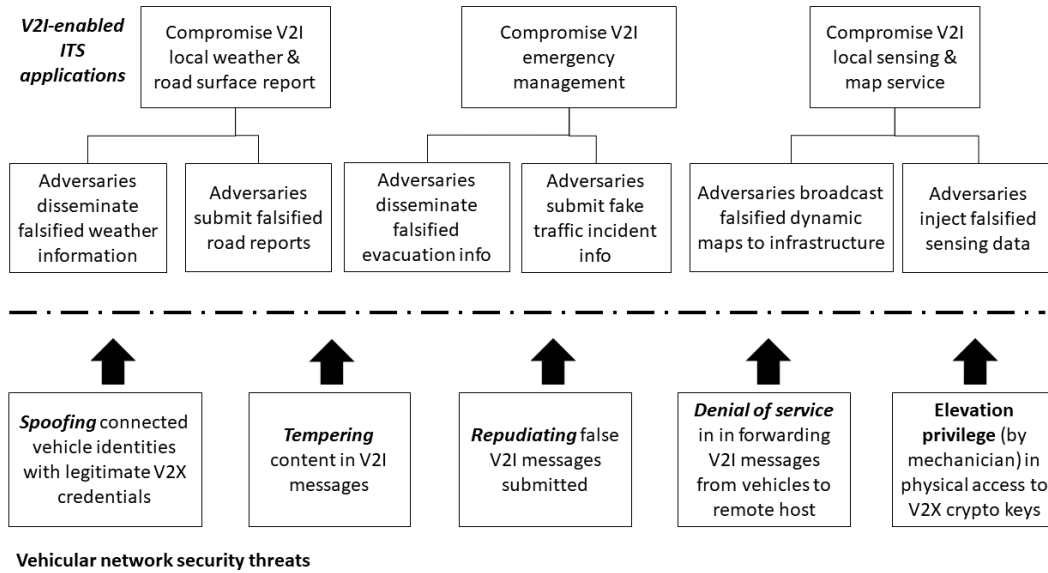 V2I-enabled
ITS
applications
Compromise V2I
local weather &
road surface report
Compromise V2I
emergency
management
Compromise V2I
local sensing &
map service
Adversaries
disseminate
falsified weather
information
Adversaries
submit falsified
road reports
Adversaries
disseminate
falsified
evacuation info
Adversaries
submit fake
traffic incident
info
Adversaries broadcast
falsified dynamic
maps to infrastructure
Adversaries
inject falsified
sensing data
Spoofing connected
vehicle identities
with legitimate V2X
credentials
Tempering
content in V2I
messages
Repudiating false
V2I messages
submitted
Denial of service
in in forwarding
V2I messages
from vehicles to
remote host
Elevation
privilege (by
mechanician) in
physical access to
V2X crypto keys
Vehicular network security threats